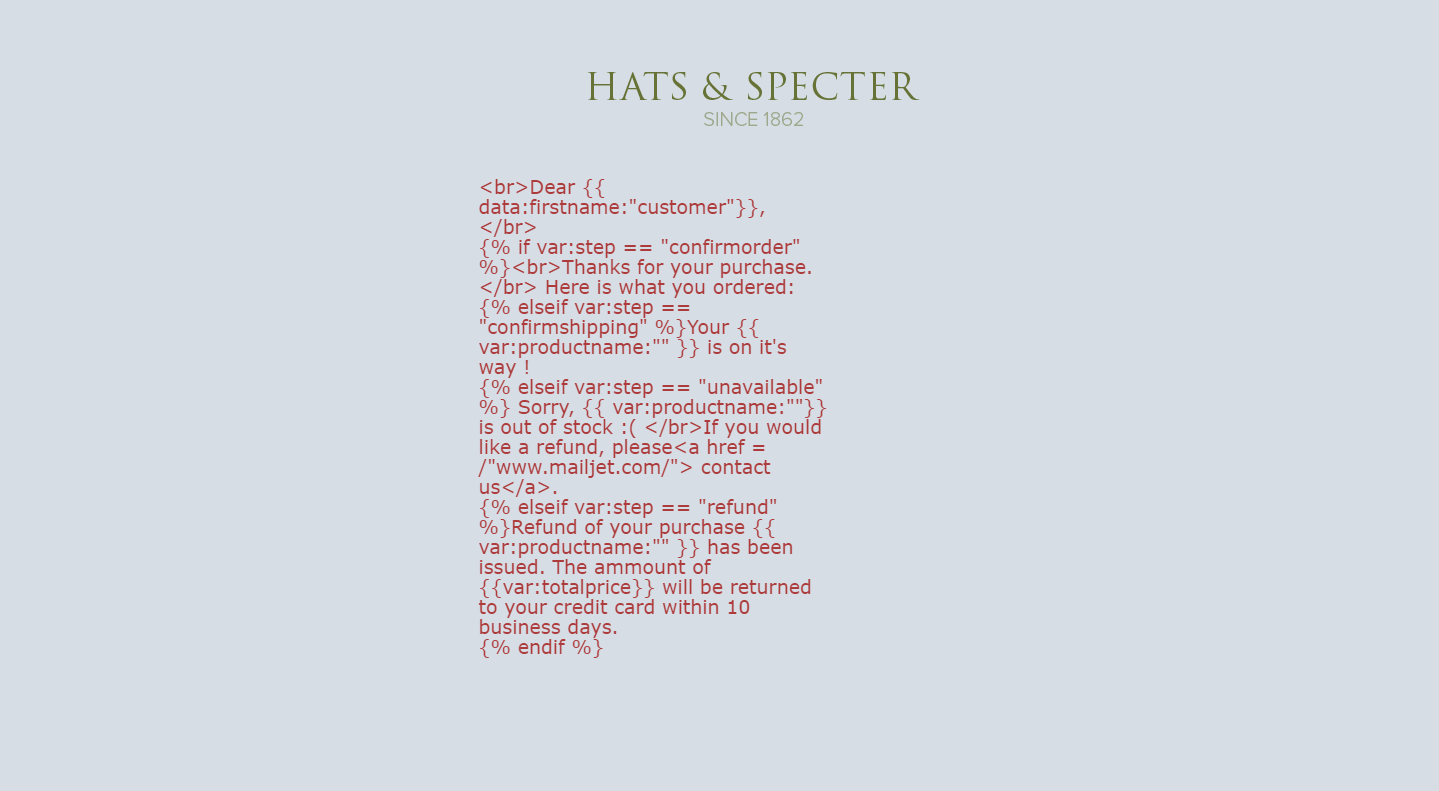 HATS & SPECTER
SINCE 1862
<br>Dear {{
data:firstname:"customer"}},
</br>
{% if var:step == "confirmorder"
%}<br>Thanks for your purchase.
</br> Here is what you ordered:
{% elseif var:step ==
"confirmshipping" %}Your {{
var:productname:"" }} is on it's
way !
{% elseif var:step == "unavailable"
%} Sorry, {{ var:productname:""}}
is out of stock :( </br>If you would
like a refund, please<a href =
/"www.mailjet.com/"> contact
us</a>.
{% elseif var:step == "refund"
%}Refund of your purchase {{
var:productname:"" }} has been
issued. The ammount of
{{var:totalprice}} will be returned
to your credit card within 10
business days.
{% endif %}